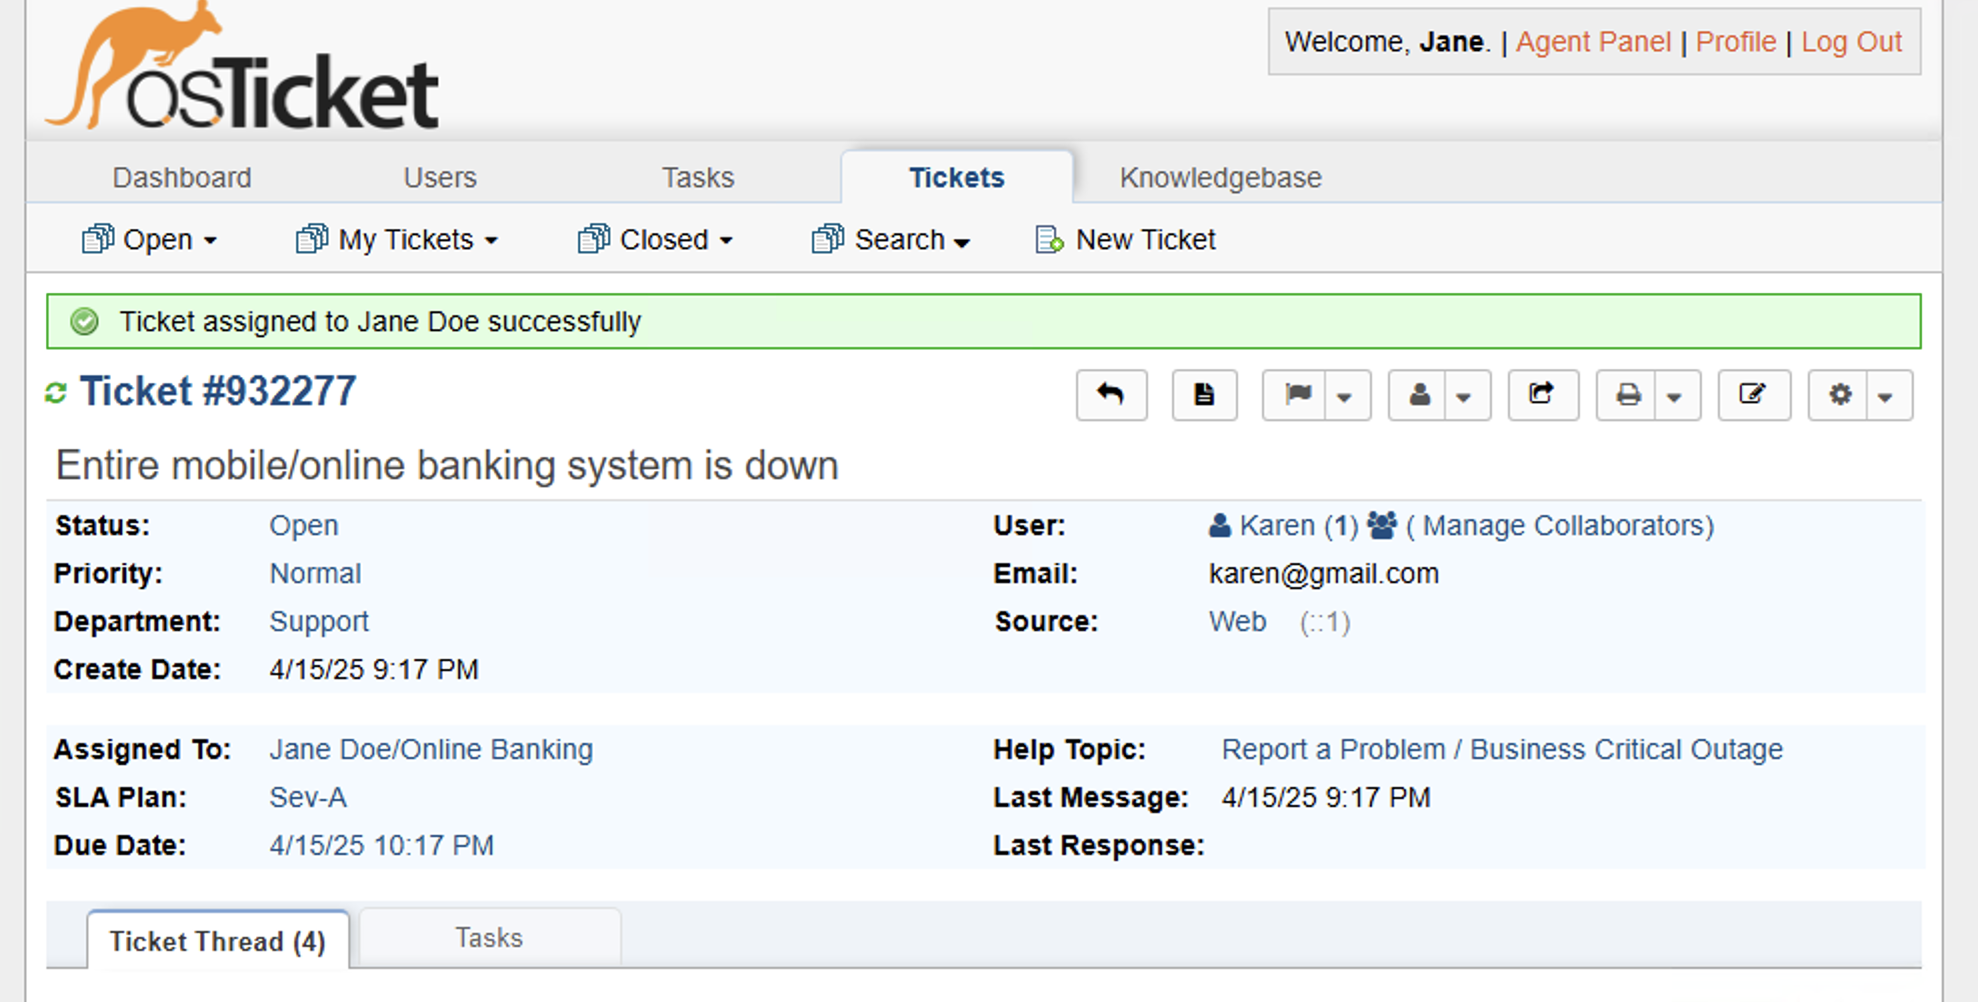 osTicket
Welcome, Jane. | Agent Panel | Profile | Log Out
Dashboard Users Tasks Tickets Knowledgebase
Open My Tickets Closed Search New Ticket
Ticket assigned to Jane Doe successfully
Ticket #932277
Entire mobile/online banking system is down
Status: Open User: Karen (1) ( Manage Collaborators)
Priority: Normal Email: karen@gmail.com
Department: Support Source: Web (::1)
Create Date: 4/15/25 9:17 PM
Assigned To: Jane Doe/Online Banking Help Topic: Report a Problem / Business Critical Outage
SLA Plan: Sev-A Last Message: 4/15/25 9:17 PM
Due Date: 4/15/25 10:17 PM Last Response:
Ticket Thread (4) Tasks